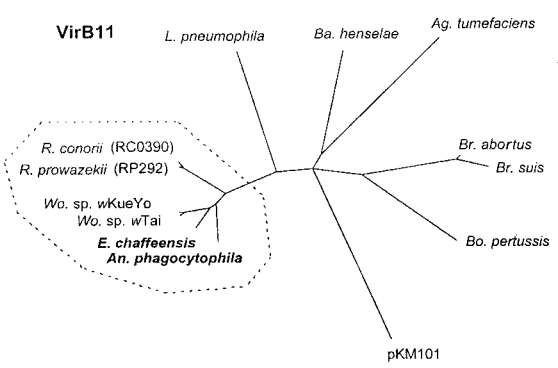 VirB11
L. pneumophila
Ba. henselae
Ag. tumefaciens
R. conorii (RC0390)
R. prowazekii (RP292)
Br. abortus
Br. suis
Wo. sp. wKueYo
Wo. sp. wTai
E. chaffeensis
An. phagocytophila
Bo. pertussis
pKM101